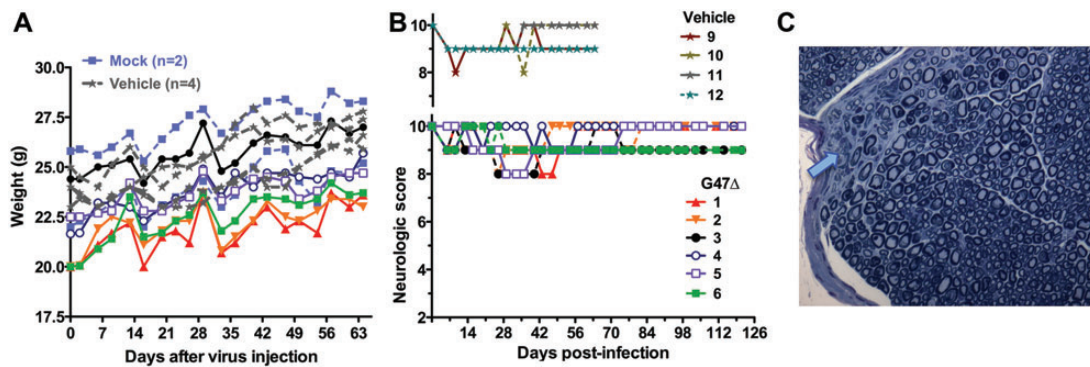 A
Mock (n=2)
Vehicle (n=4)
Weight (g)
30.0
27.5
25.0
22.5
20.0
17.5
0 7 14 21 28 35 42 49 56 63
Days after virus injection
B
Neurologic score
10
8
10
8
6
4
2
0 14 28 42 56 70 84 98 112 126
Days post-infection
Vehicle
9
10
11
12
G47Δ
1
2
3
4
5
6
C